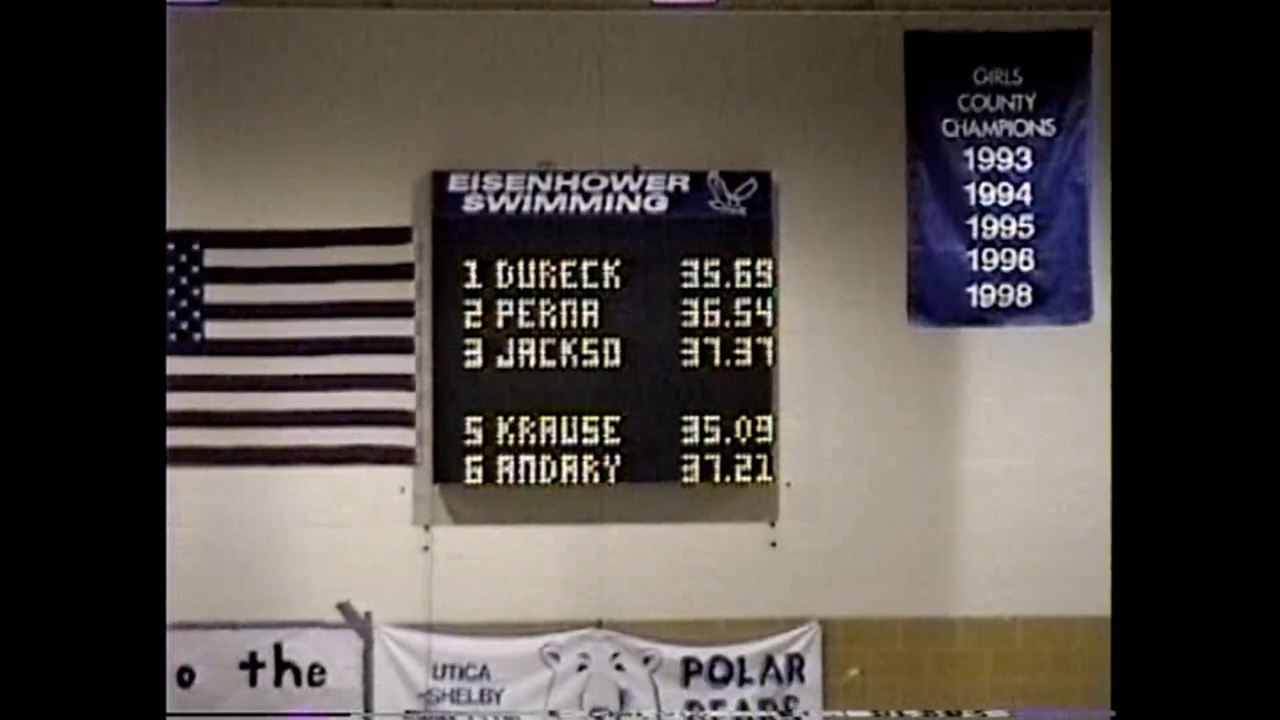 GIRLS
COUNTY
CHAMPIONS
1993
1994
1995
1996
1998
EISENHOWER
SWIMMING
1 DURECK 35.69
2 PERNA 36.54
3 JACKSO 37.37
5 KRAUSE 35.09
6 ANDARY 37.21
o the
UTICA
SHELBY
POLAR
BEARS